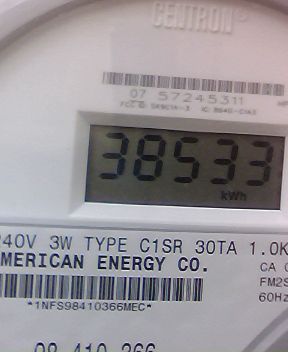 CENTRON®
07 57245311
38533
kWh
240V 3W TYPE C1SR 30TA 1.0K
AMERICAN ENERGY CO.
CA
FM2S
60Hz
*1NFS98410366MEC*
98 410 366